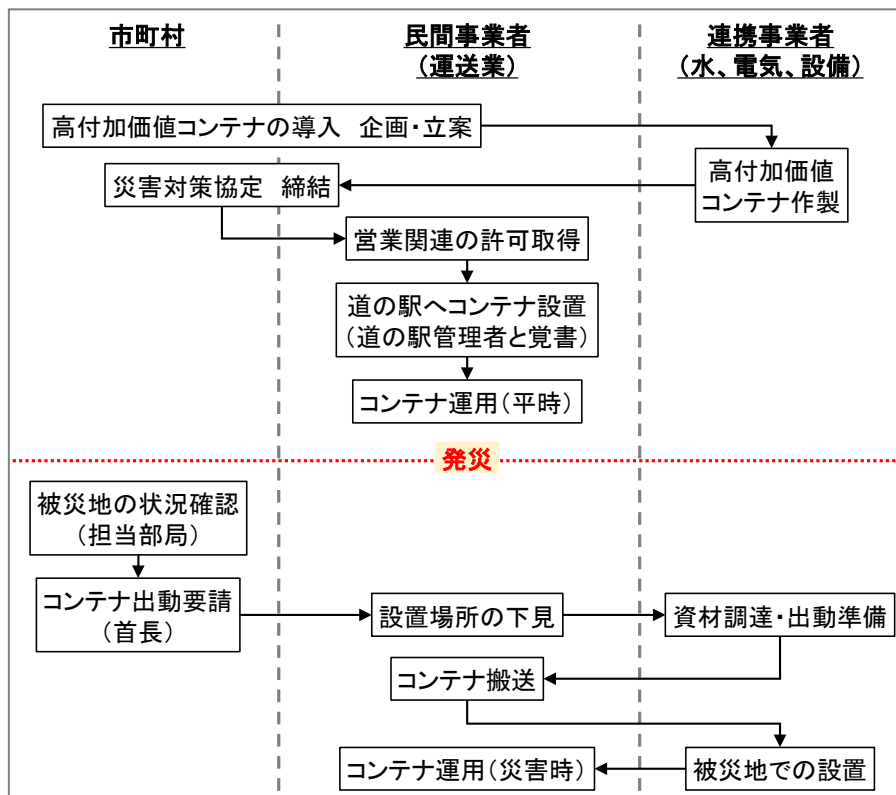 市町村
民間事業者
（運送業）
連携事業者
（水、電気、設備）
高付加価値コンテナの導入　企画・立案
高付加価値
コンテナ作製
災害対策協定　締結
営業関連の許可取得
道の駅へコンテナ設置
（道の駅管理者と覚書）
コンテナ運用（平時）
発災
被災地の状況確認
（担当部局）
コンテナ出動要請
（首長）
設置場所の下見
資材調達・出動準備
コンテナ搬送
被災地での設置
コンテナ運用（災害時）